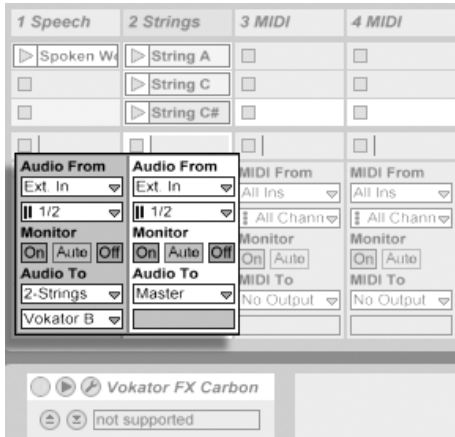 1 Speech 2 Strings 3 MIDI 4 MIDI
Spoken We String A
String C
String C#
Audio From Audio From MIDI From MIDI From
Ext. In Ext. In All Ins All Ins
1/2 1/2 All Chann All Chann
Monitor Monitor Monitor Monitor
On Auto Off On Auto Off On Auto On Auto
Audio To Audio To MIDI To MIDI To
2-Strings Master No Output No Output
Vokator B
Vokator FX Carbon
not supported